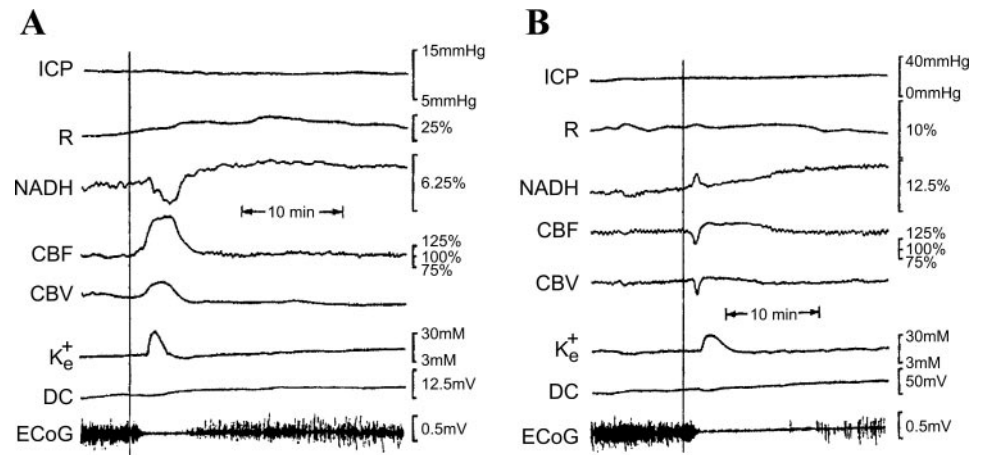 A
ICP
15mmHg
5mmHg
R
25%
NADH
6.25%
10 min
CBF
125%
100%
75%
CBV
K+e
30mM
3mM
DC
12.5mV
ECoG
0.5mV
B
ICP
40mmHg
0mmHg
R
10%
NADH
12.5%
CBF
125%
100%
75%
CBV
10 min
K+e
30mM
3mM
DC
50mV
ECoG
0.5mV